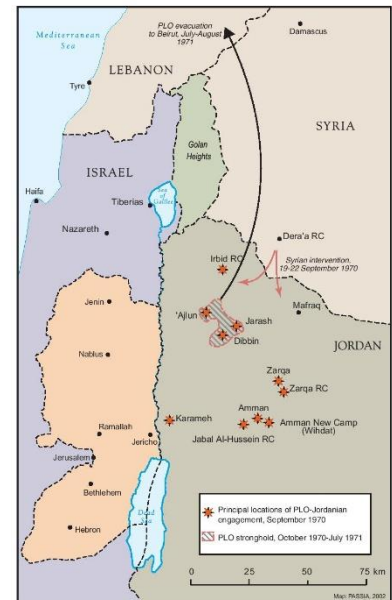 Mediterranean
Sea
PLO evacuation
to Beirut, July-August
1971
Damascus
LEBANON
Tyre
SYRIA
Golan
Heights
ISRAEL
Sea
of
Galilee
Haifa
Tiberias
Nazareth
Dera'a RC
Irbid RC
Syrian intervention,
19-22 September 1970
Jenin
'Ajlun
Jarash
Mafraq
Dibbin
JORDAN
Nablus
Zarqa
Zarqa RC
Ramallah
Karameh
Amman
Amman New Camp
(Wihdat)
Jericho
Jabal Al-Hussein RC
Jerusalem
Bethlehem
Dead
Sea
Hebron
Principal locations of PLO-Jordanian
engagement, September 1970
PLO stronghold, October 1970-July 1971
0 25 50 75 km
Map: PASSIA, 2002